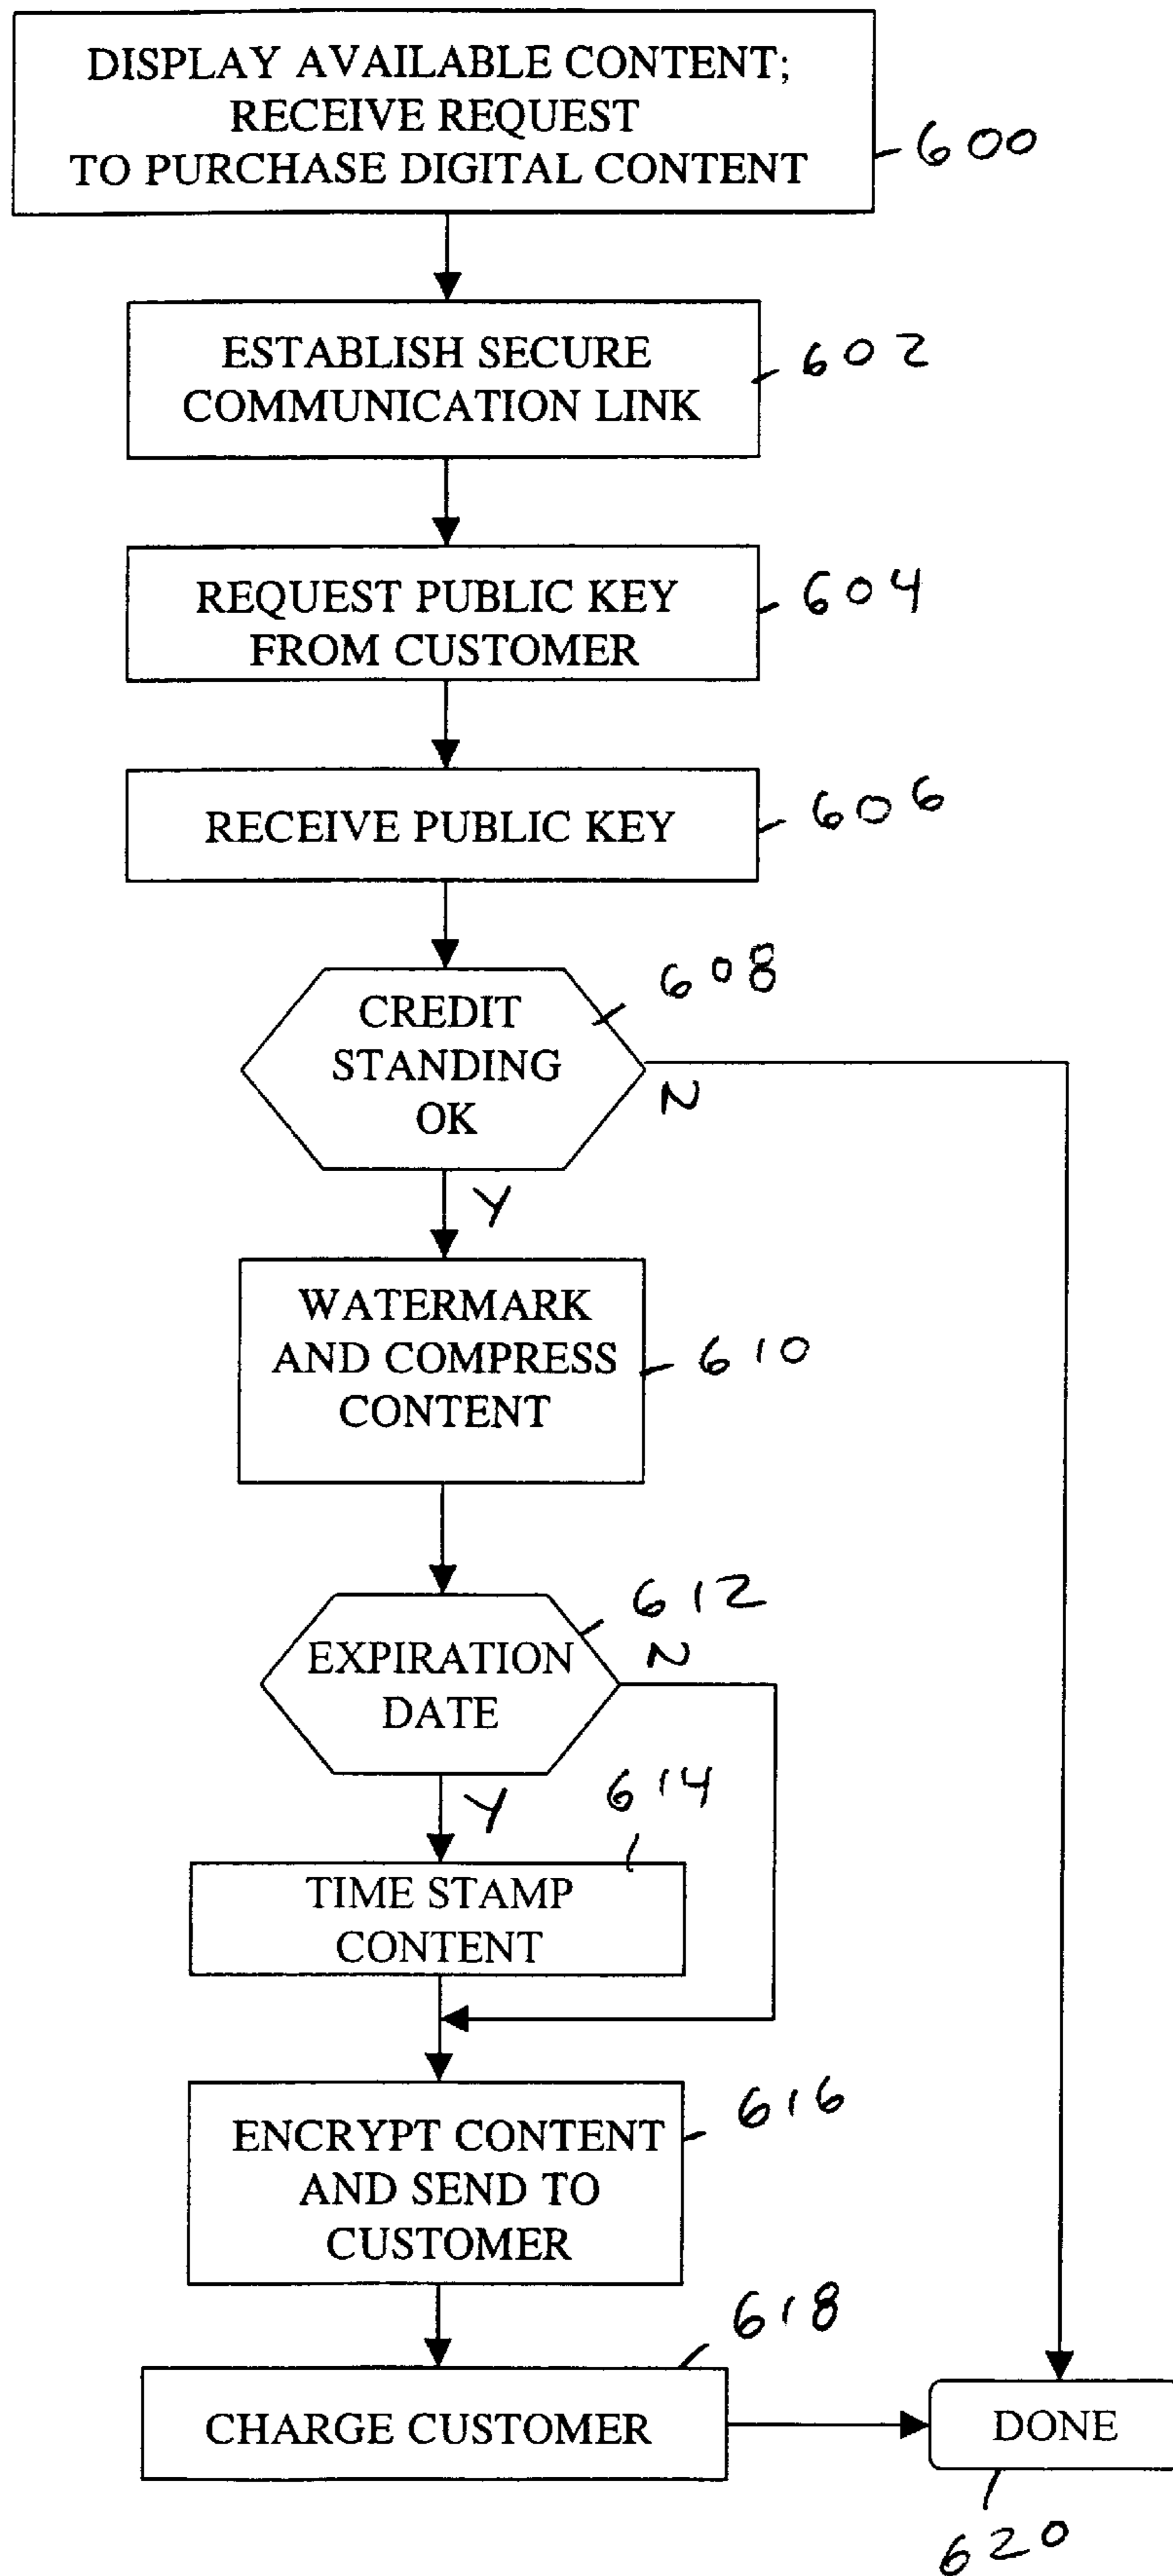 DISPLAY AVAILABLE CONTENT;
RECEIVE REQUEST
TO PURCHASE DIGITAL CONTENT
600
ESTABLISH SECURE
COMMUNICATION LINK
602
REQUEST PUBLIC KEY
FROM CUSTOMER
604
RECEIVE PUBLIC KEY
606
608
CREDIT
STANDING
OK
N
Y
WATERMARK
AND COMPRESS
CONTENT
610
612
EXPIRATION
DATE
N
Y
614
TIME STAMP
CONTENT
ENCRYPT CONTENT
AND SEND TO
CUSTOMER
616
618
CHARGE CUSTOMER
DONE
620